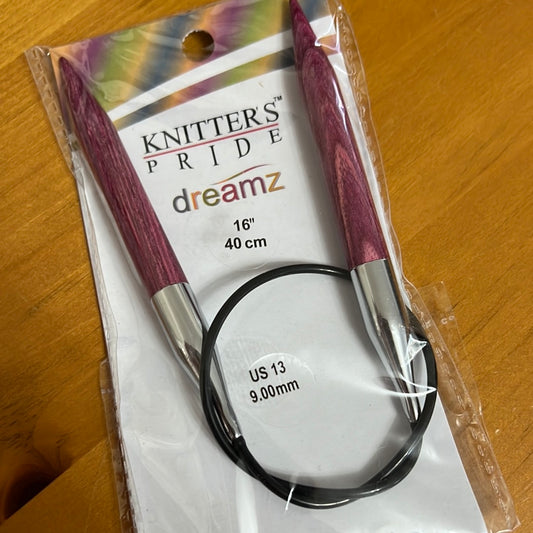 KNITTER'S™
PRIDE
dreamz
16"
40 cm
US 13
9.00mm